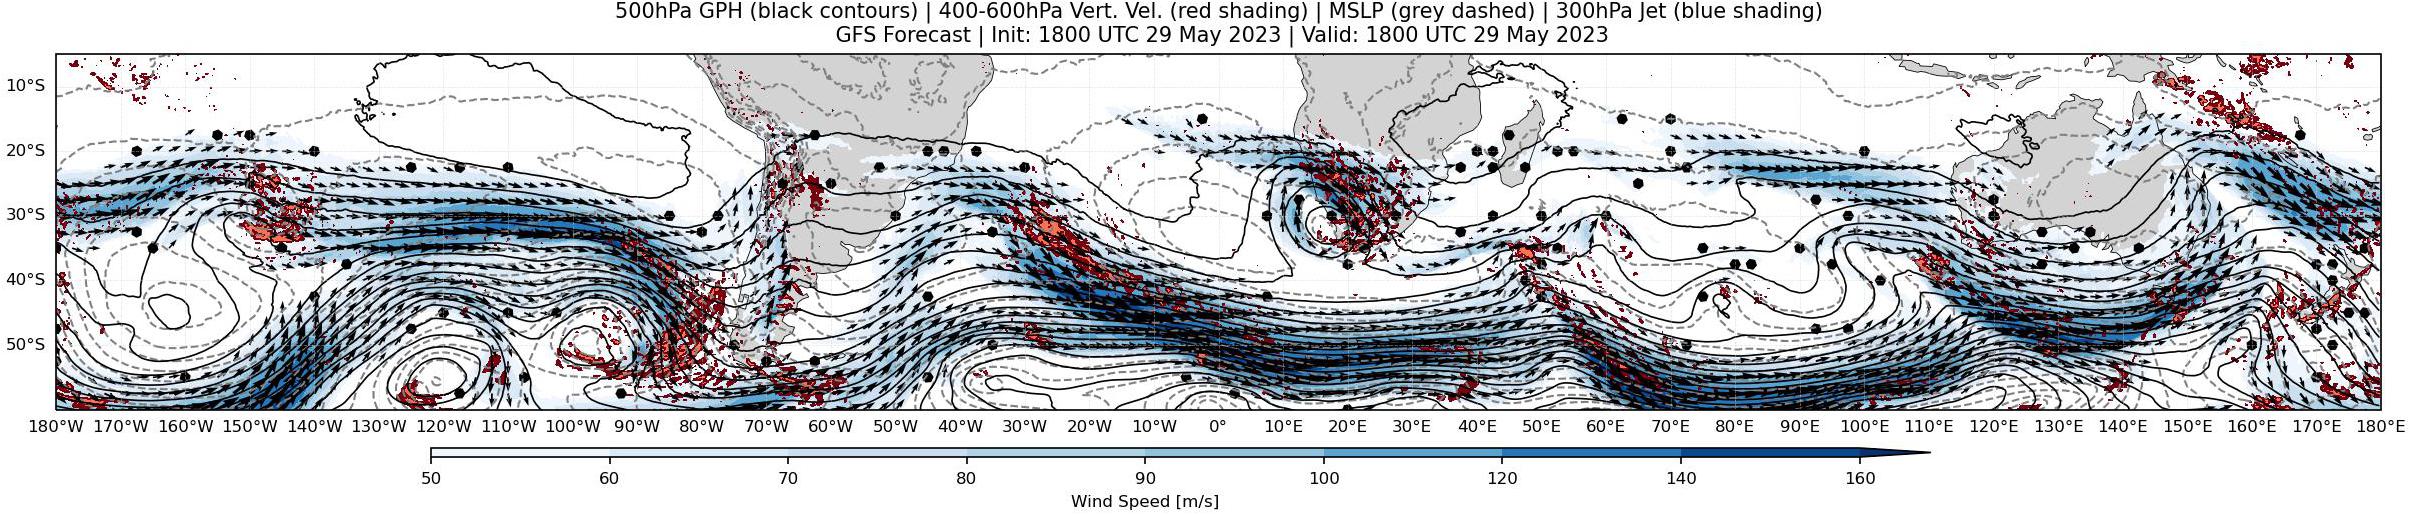 500hPa GPH (black contours) | 400-600hPa Vert. Vel. (red shading) | MSLP (grey dashed) | 300hPa Jet (blue shading)
GFS Forecast | Init: 1800 UTC 29 May 2023 | Valid: 1800 UTC 29 May 2023
10°S
20°S
30°S
40°S
50°S
180°W 170°W 160°W 150°W 140°W 130°W 120°W 110°W 100°W 90°W 80°W 70°W 60°W 50°W 40°W 30°W 20°W 10°W 0° 10°E 20°E 30°E 40°E 50°E 60°E 70°E 80°E 90°E 100°E 110°E 120°E 130°E 140°E 150°E 160°E 170°E 180°E
50 60 70 80 90 100 120 140 160
Wind Speed [m/s]